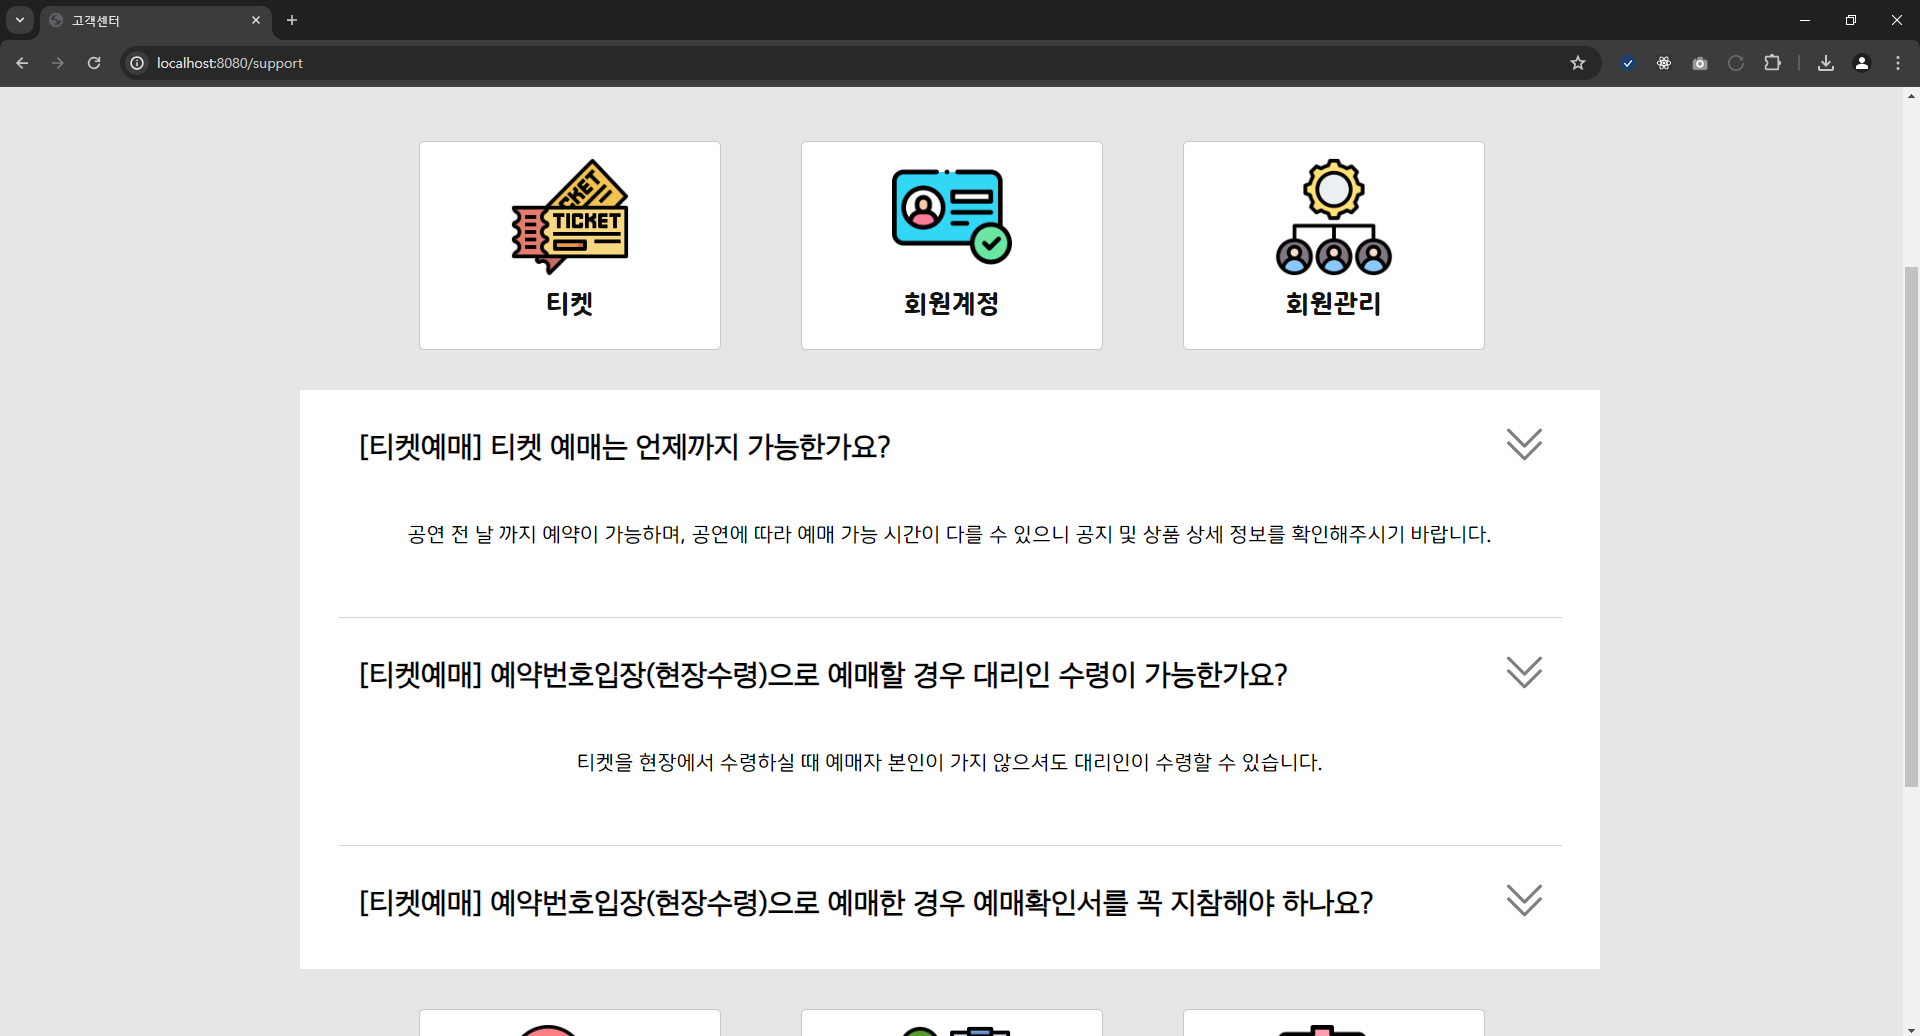 고객센터
localhost:8080/support
TICKET
TICKET
티켓
회원계정
회원관리
[티켓예매] 티켓 예매는 언제까지 가능한가요?
공연 전 날 까지 예약이 가능하며, 공연에 따라 예매 가능 시간이 다를 수 있으니 공지 및 상품 상세 정보를 확인해주시기 바랍니다.
[티켓예매] 예약번호입장(현장수령)으로 예매할 경우 대리인 수령이 가능한가요?
티켓을 현장에서 수령하실 때 예매자 본인이 가지 않으셔도 대리인이 수령할 수 있습니다.
[티켓예매] 예약번호입장(현장수령)으로 예매한 경우 예매확인서를 꼭 지참해야 하나요?